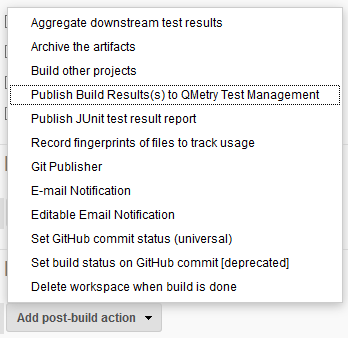 Aggregate downstream test results
Archive the artifacts
Build other projects
Publish Build Results(s) to QMetry Test Management
Publish JUnit test result report
Record fingerprints of files to track usage
Git Publisher
E-mail Notification
Editable Email Notification
Set GitHub commit status (universal)
Set build status on GitHub commit [deprecated]
Delete workspace when build is done
Add post-build action